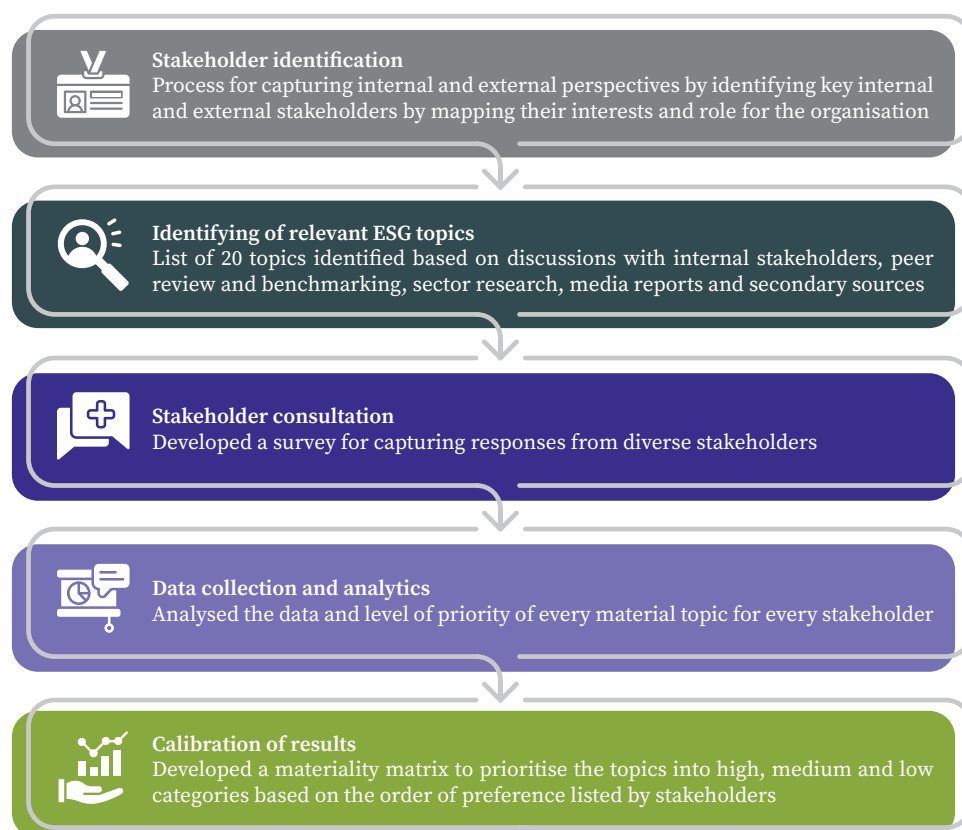 Stakeholder identification
Process for capturing internal and external perspectives by identifying key internal
and external stakeholders by mapping their interests and role for the organisation
Identifying of relevant ESG topics
List of 20 topics identified based on discussions with internal stakeholders, peer
review and benchmarking, sector research, media reports and secondary sources
Stakeholder consultation
Developed a survey for capturing responses from diverse stakeholders
Data collection and analytics
Analysed the data and level of priority of every material topic for every stakeholder
Calibration of results
Developed a materiality matrix to prioritise the topics into high, medium and low
categories based on the order of preference listed by stakeholders